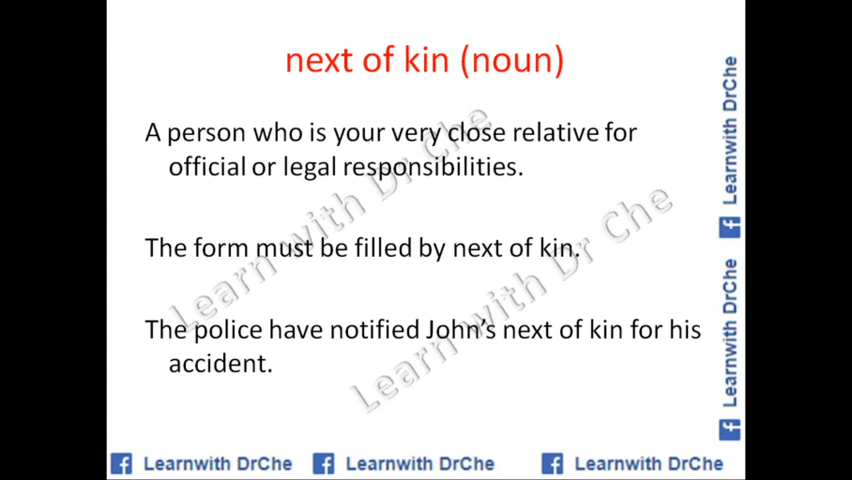 next of kin (noun)
A person who is your very close relative for
official or legal responsibilities.
The form must be filled by next of kin.
The police have notified John's next of kin for his
accident.
Learn with Dr Che
Learn with Dr Che
Learnwith DrChe
Learnwith DrChe
Learnwith DrChe
Learnwith DrChe
Learnwith DrChe